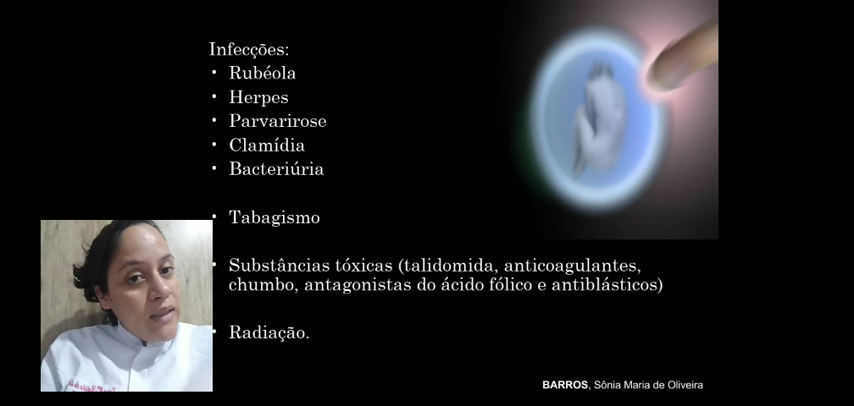 Infecções:
• Rubéola
• Herpes
• Parvarirose
• Clamídia
• Bacteriúria
• Tabagismo
• Substâncias tóxicas (talidomida, anticoagulantes,
chumbo, antagonistas do ácido fólico e antiblásticos)
• Radiação.
BARROS, Sônia Maria de Oliveira